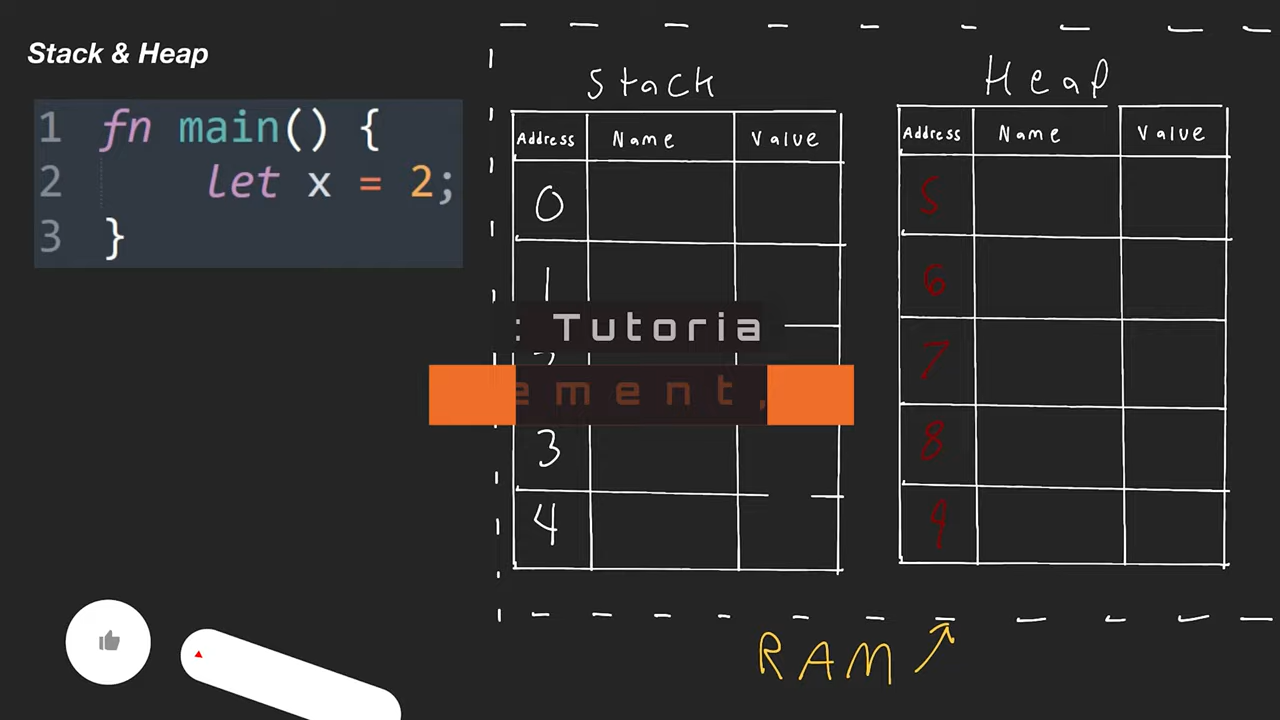 Stack & Heap
1 fn main() {
2 let x = 2;
3 }
Stack
Address Name Value
0
1
3
4
Heap
Address Name Value
5
6
7
8
9
: Tutoria
ement,
RAM